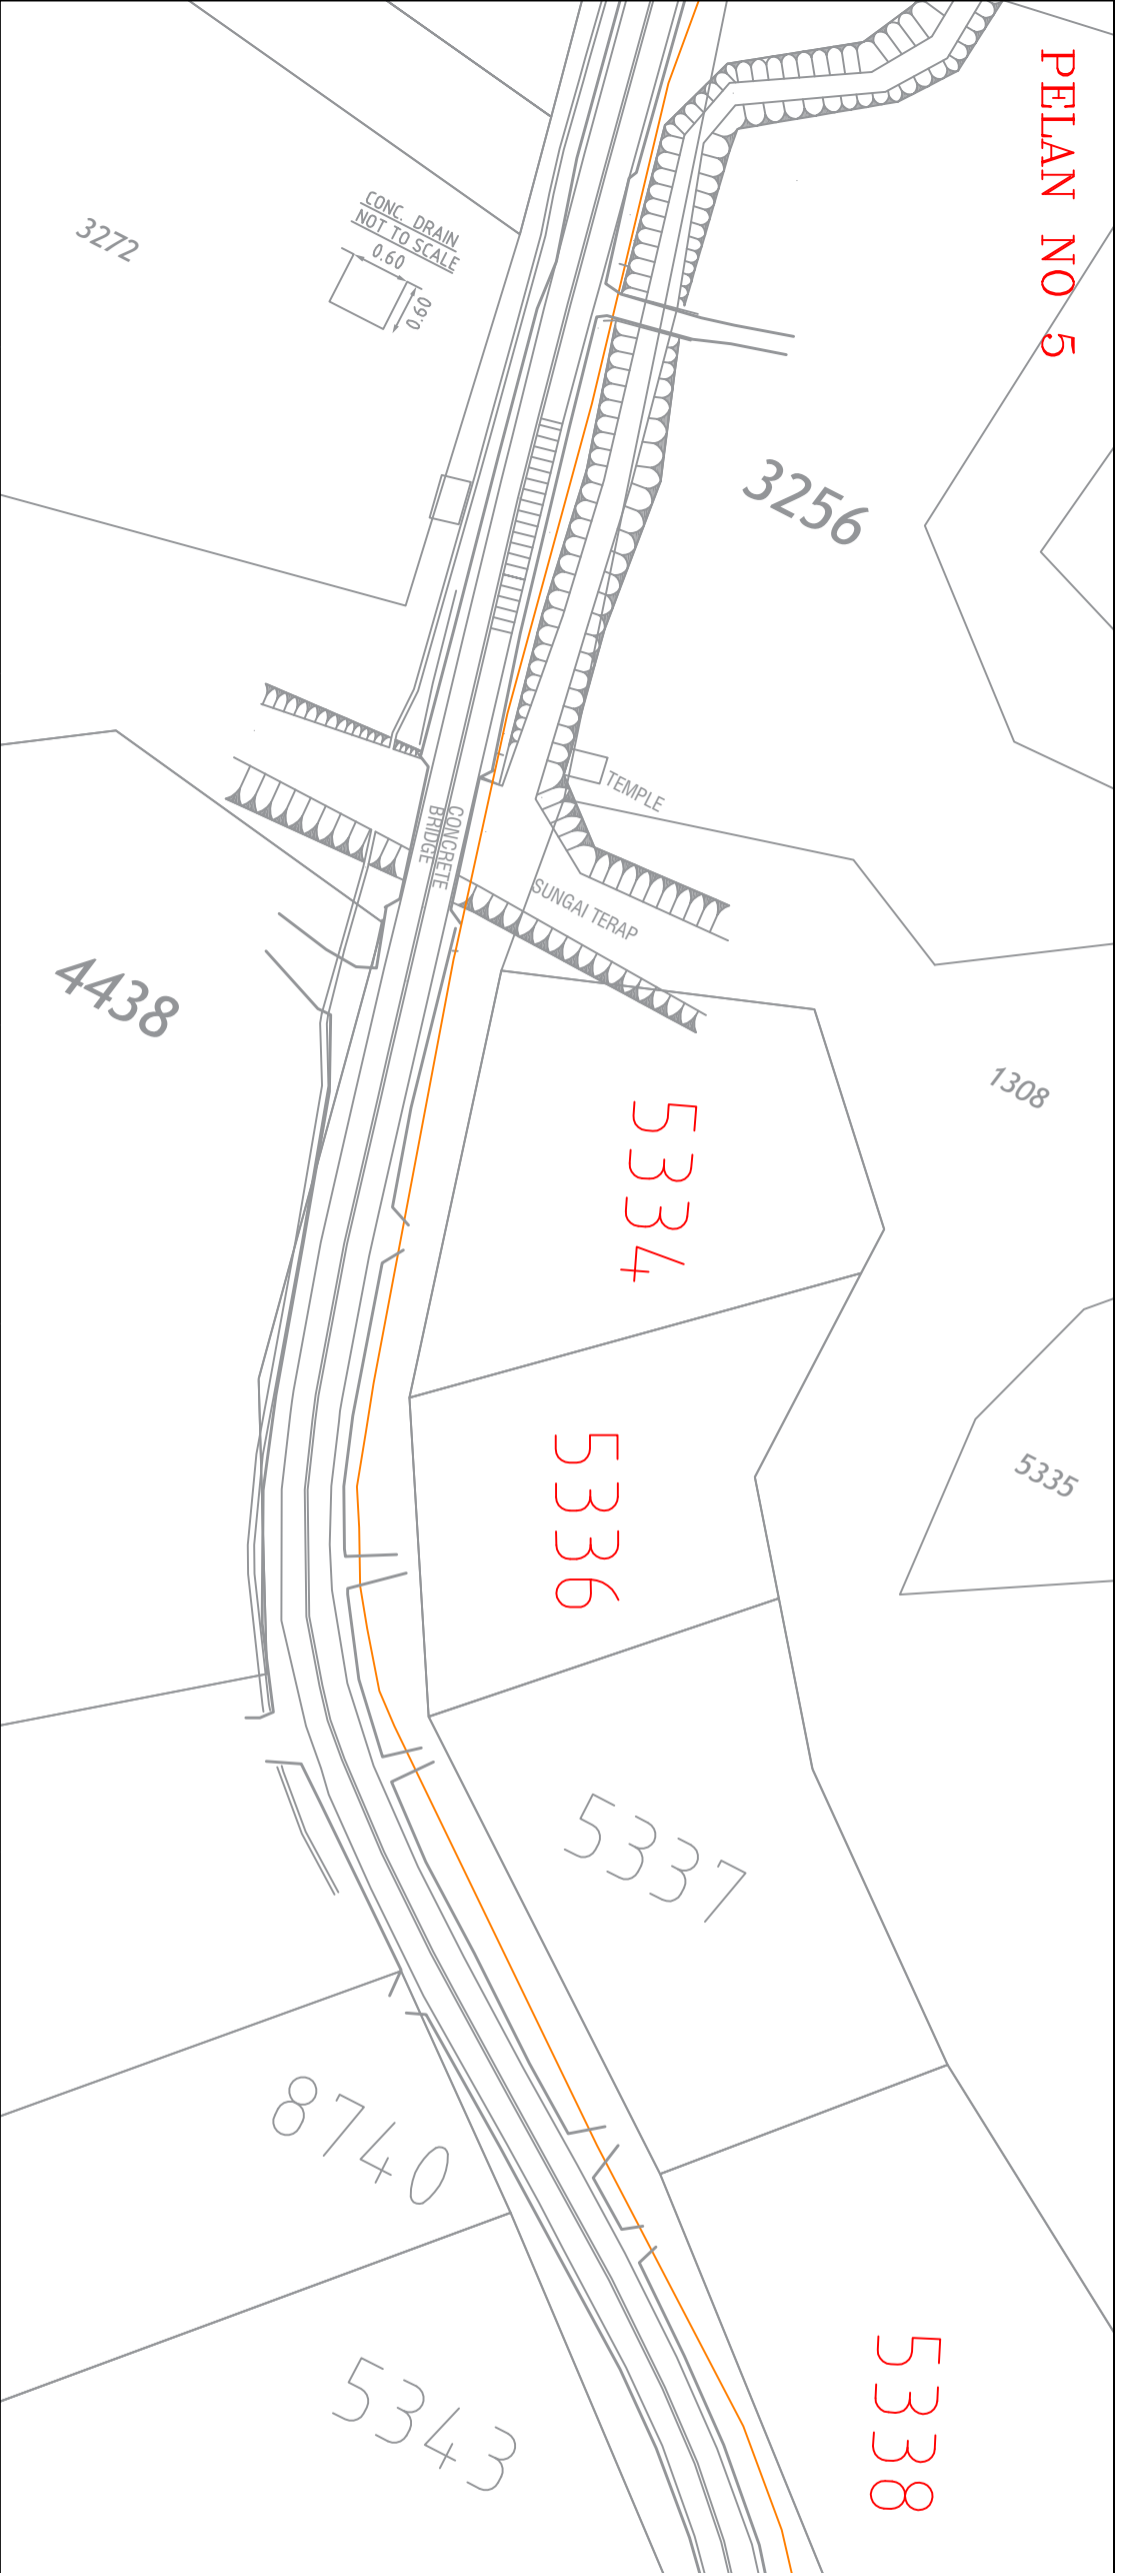 PELAN NO 5
3272
CONC. DRAIN
NOT TO SCALE
0.60
0.60
3256
TEMPLE
CONCRETE
BRIDGE
SUNGAI TERAP
4438
1308
5334
5335
5336
5337
8740
5343
5338